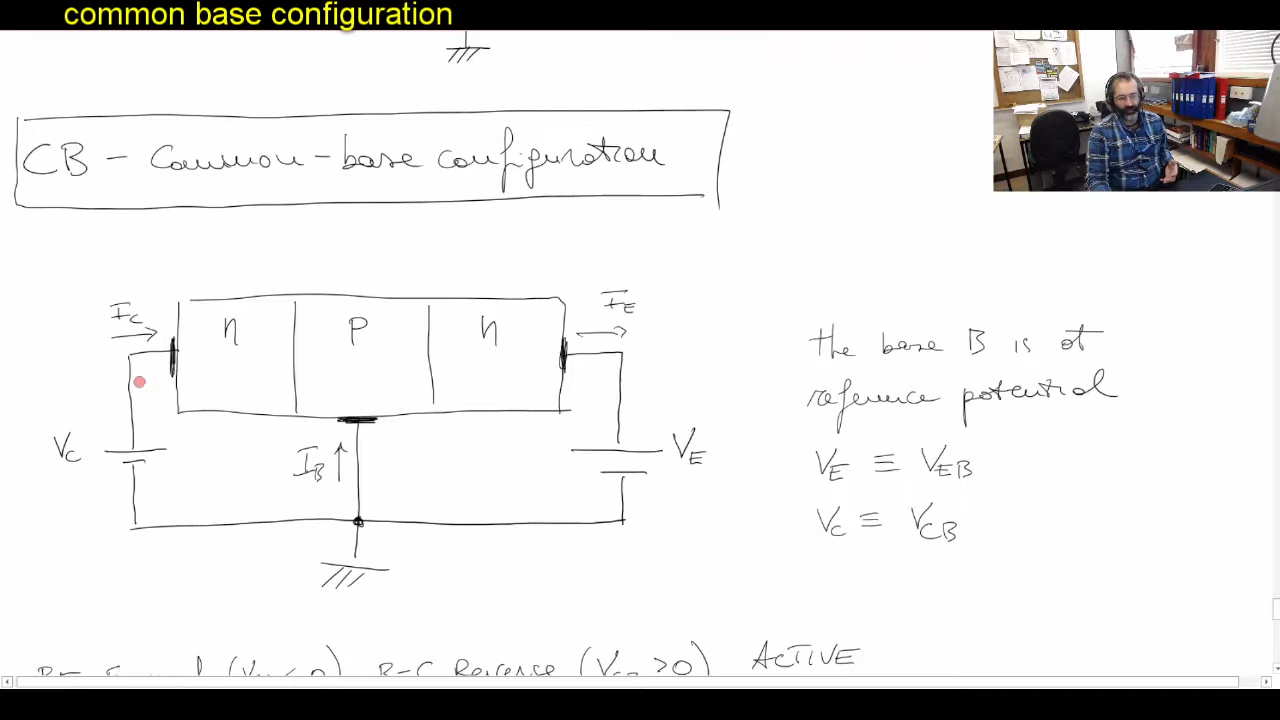 common base configuration
CB - Common-base configuration
IC
IE
n
P
n
VC
IB
VE
the base B is at
reference potential
VE ≡ VEB
VC ≡ VCB
B-C Reverse (VCB >0) ACTIVE